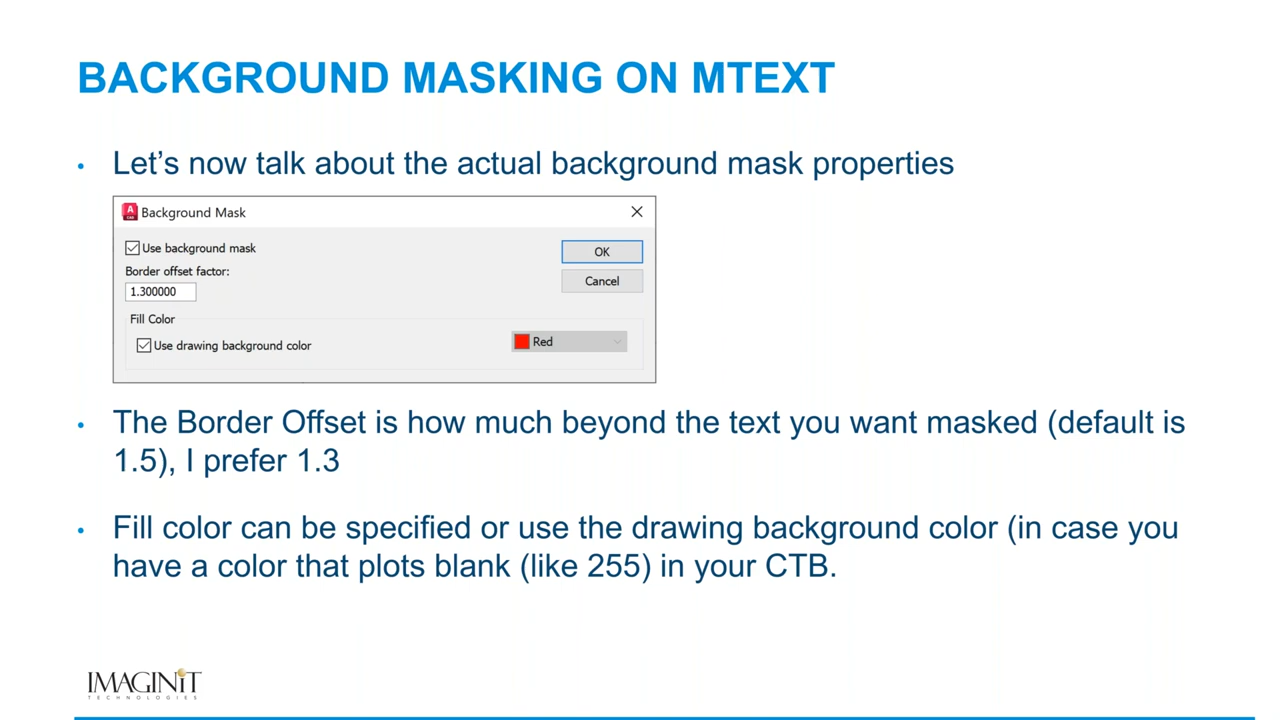 BACKGROUND MASKING ON MTEXT
• Let’s now talk about the actual background mask properties
A CAD Background Mask
Use background mask
OK
Border offset factor:
Cancel
1.300000
Fill Color
Use drawing background color
Red
• The Border Offset is how much beyond the text you want masked (default is
1.5), I prefer 1.3
• Fill color can be specified or use the drawing background color (in case you
have a color that plots blank (like 255) in your CTB.
IMAGINiT
TECHNOLOGIES